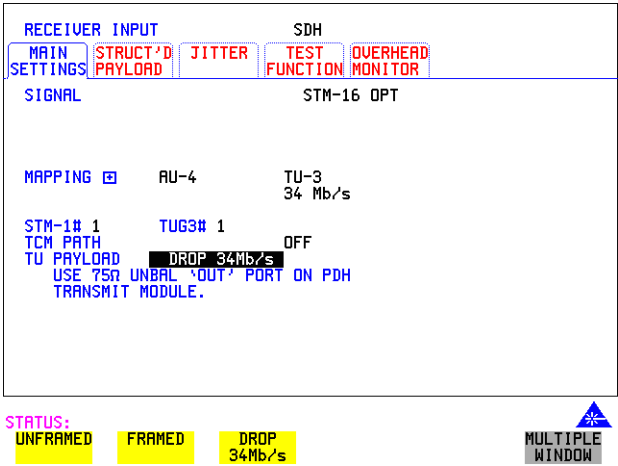 RECEIVER INPUT SDH
MAIN SETTINGS STRUCT'D PAYLOAD JITTER TEST FUNCTION OVERHEAD MONITOR
SIGNAL STM-16 OPT
MAPPING + AU-4 TU-3
34 Mb/s
STM-1# 1 TUG3# 1
TCM PATH OFF
TU PAYLOAD DROP 34Mb/s
USE 75Ω UNBAL 'OUT' PORT ON PDH
TRANSMIT MODULE.
STATUS:
UNFRAMED FRAMED DROP 34Mb/s MULTIPLE WINDOW